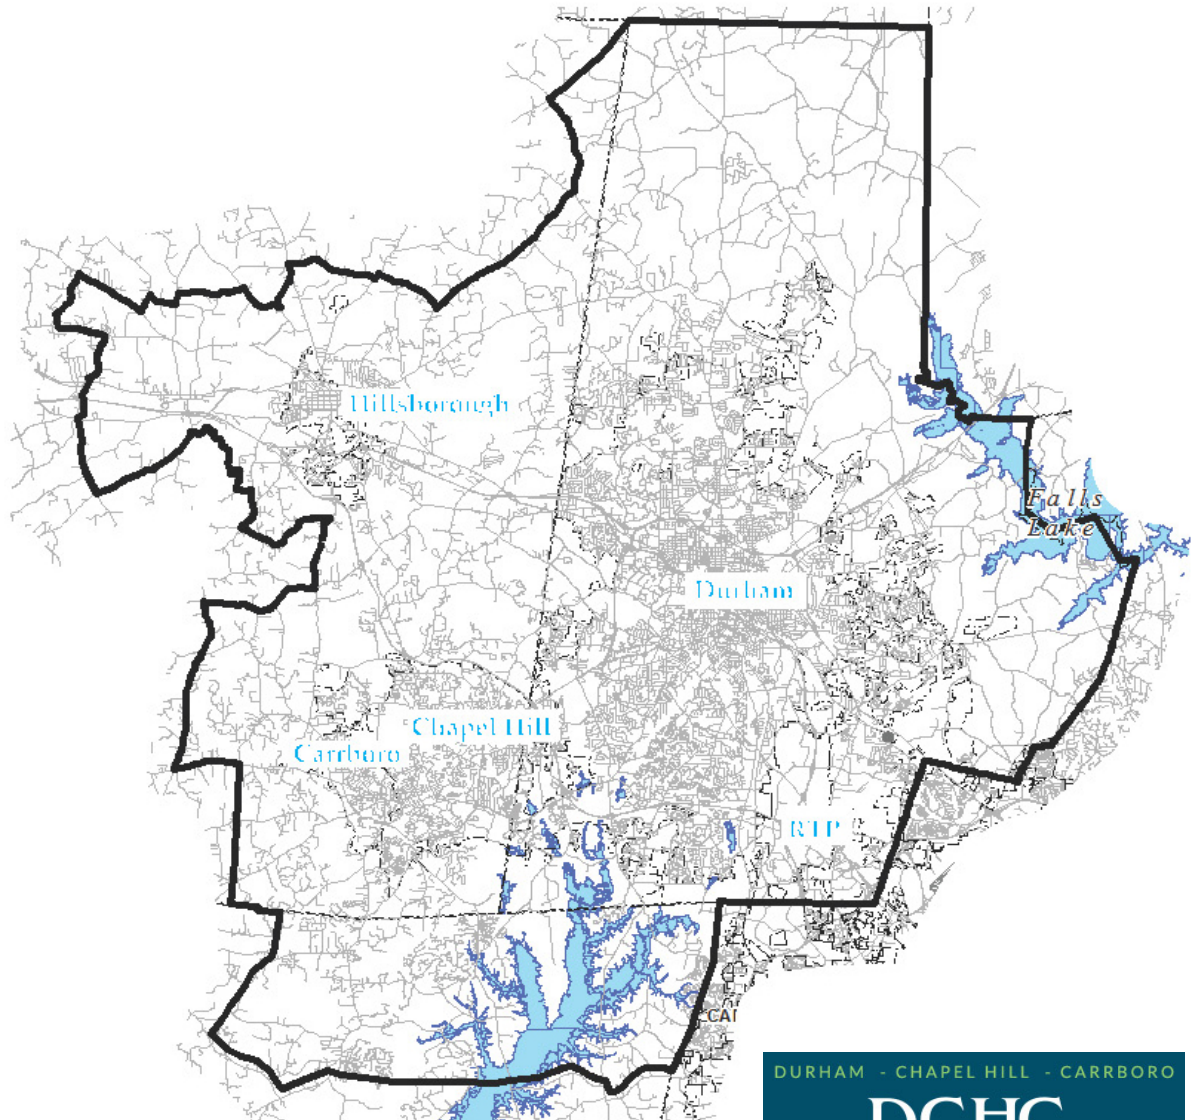 Hillsborough
Falls
Lake
Durham
Chapel Hill
Carrboro
RTP
DURHAM - CHAPEL HILL - CARRBORO